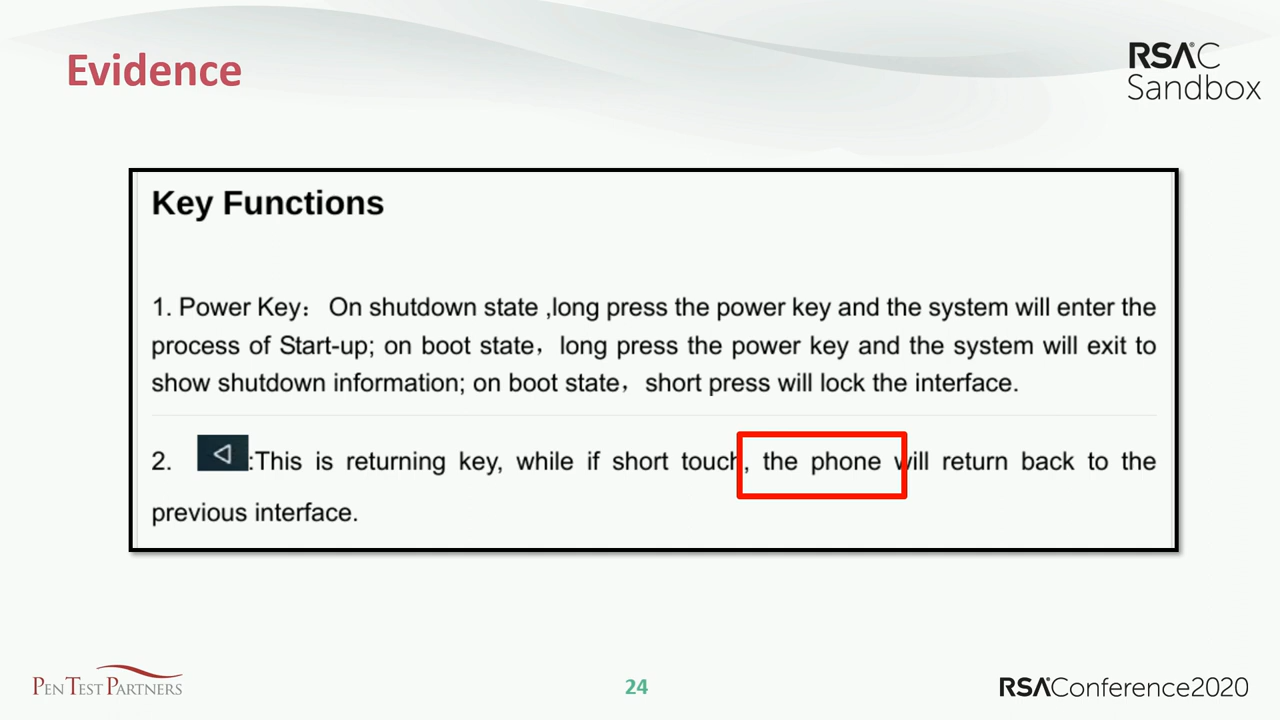 Evidence
RSAC
Sandbox
Key Functions
1. Power Key： On shutdown state ,long press the power key and the system will enter the
process of Start-up; on boot state，long press the power key and the system will exit to
show shutdown information; on boot state，short press will lock the interface.
2. :This is returning key, while if short touch, the phone will return back to the
previous interface.
PEN TEST PARTNERS
24
RSAConference2020